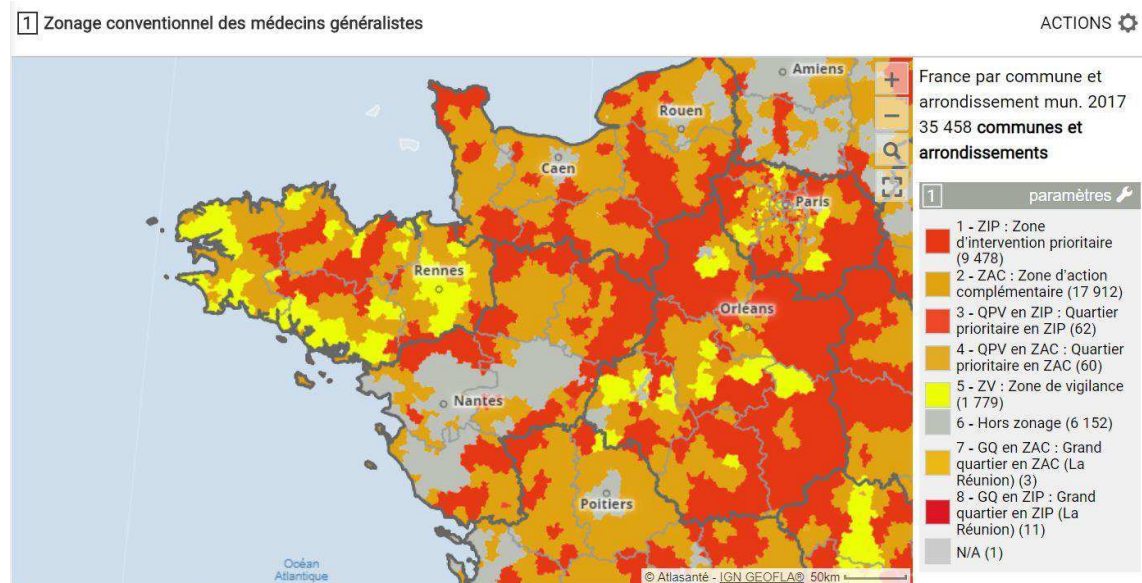 1 Zonage conventionnel des médecins généralistes
ACTIONS
Amiens
Rouen
Caen
Paris
Rennes
Orléans
Nantes
Poitiers
Océan
Atlantique
+
−
© Atlasanté - IGN GEOFLA® 50km
France par commune et
arrondissement mun. 2017
35 458 communes et
arrondissements
1 paramètres
1 - ZIP : Zone
d'intervention prioritaire
(9 478)
2 - ZAC : Zone d'action
complémentaire (17 912)
3 - QPV en ZIP : Quartier
prioritaire en ZIP (62)
4 - QPV en ZAC : Quartier
prioritaire en ZAC (60)
5 - ZV : Zone de vigilance
(1 779)
6 - Hors zonage (6 152)
7 - GQ en ZAC : Grand
quartier en ZAC (La
Réunion) (3)
8 - GQ en ZIP : Grand
quartier en ZIP (La
Réunion) (11)
N/A (1)